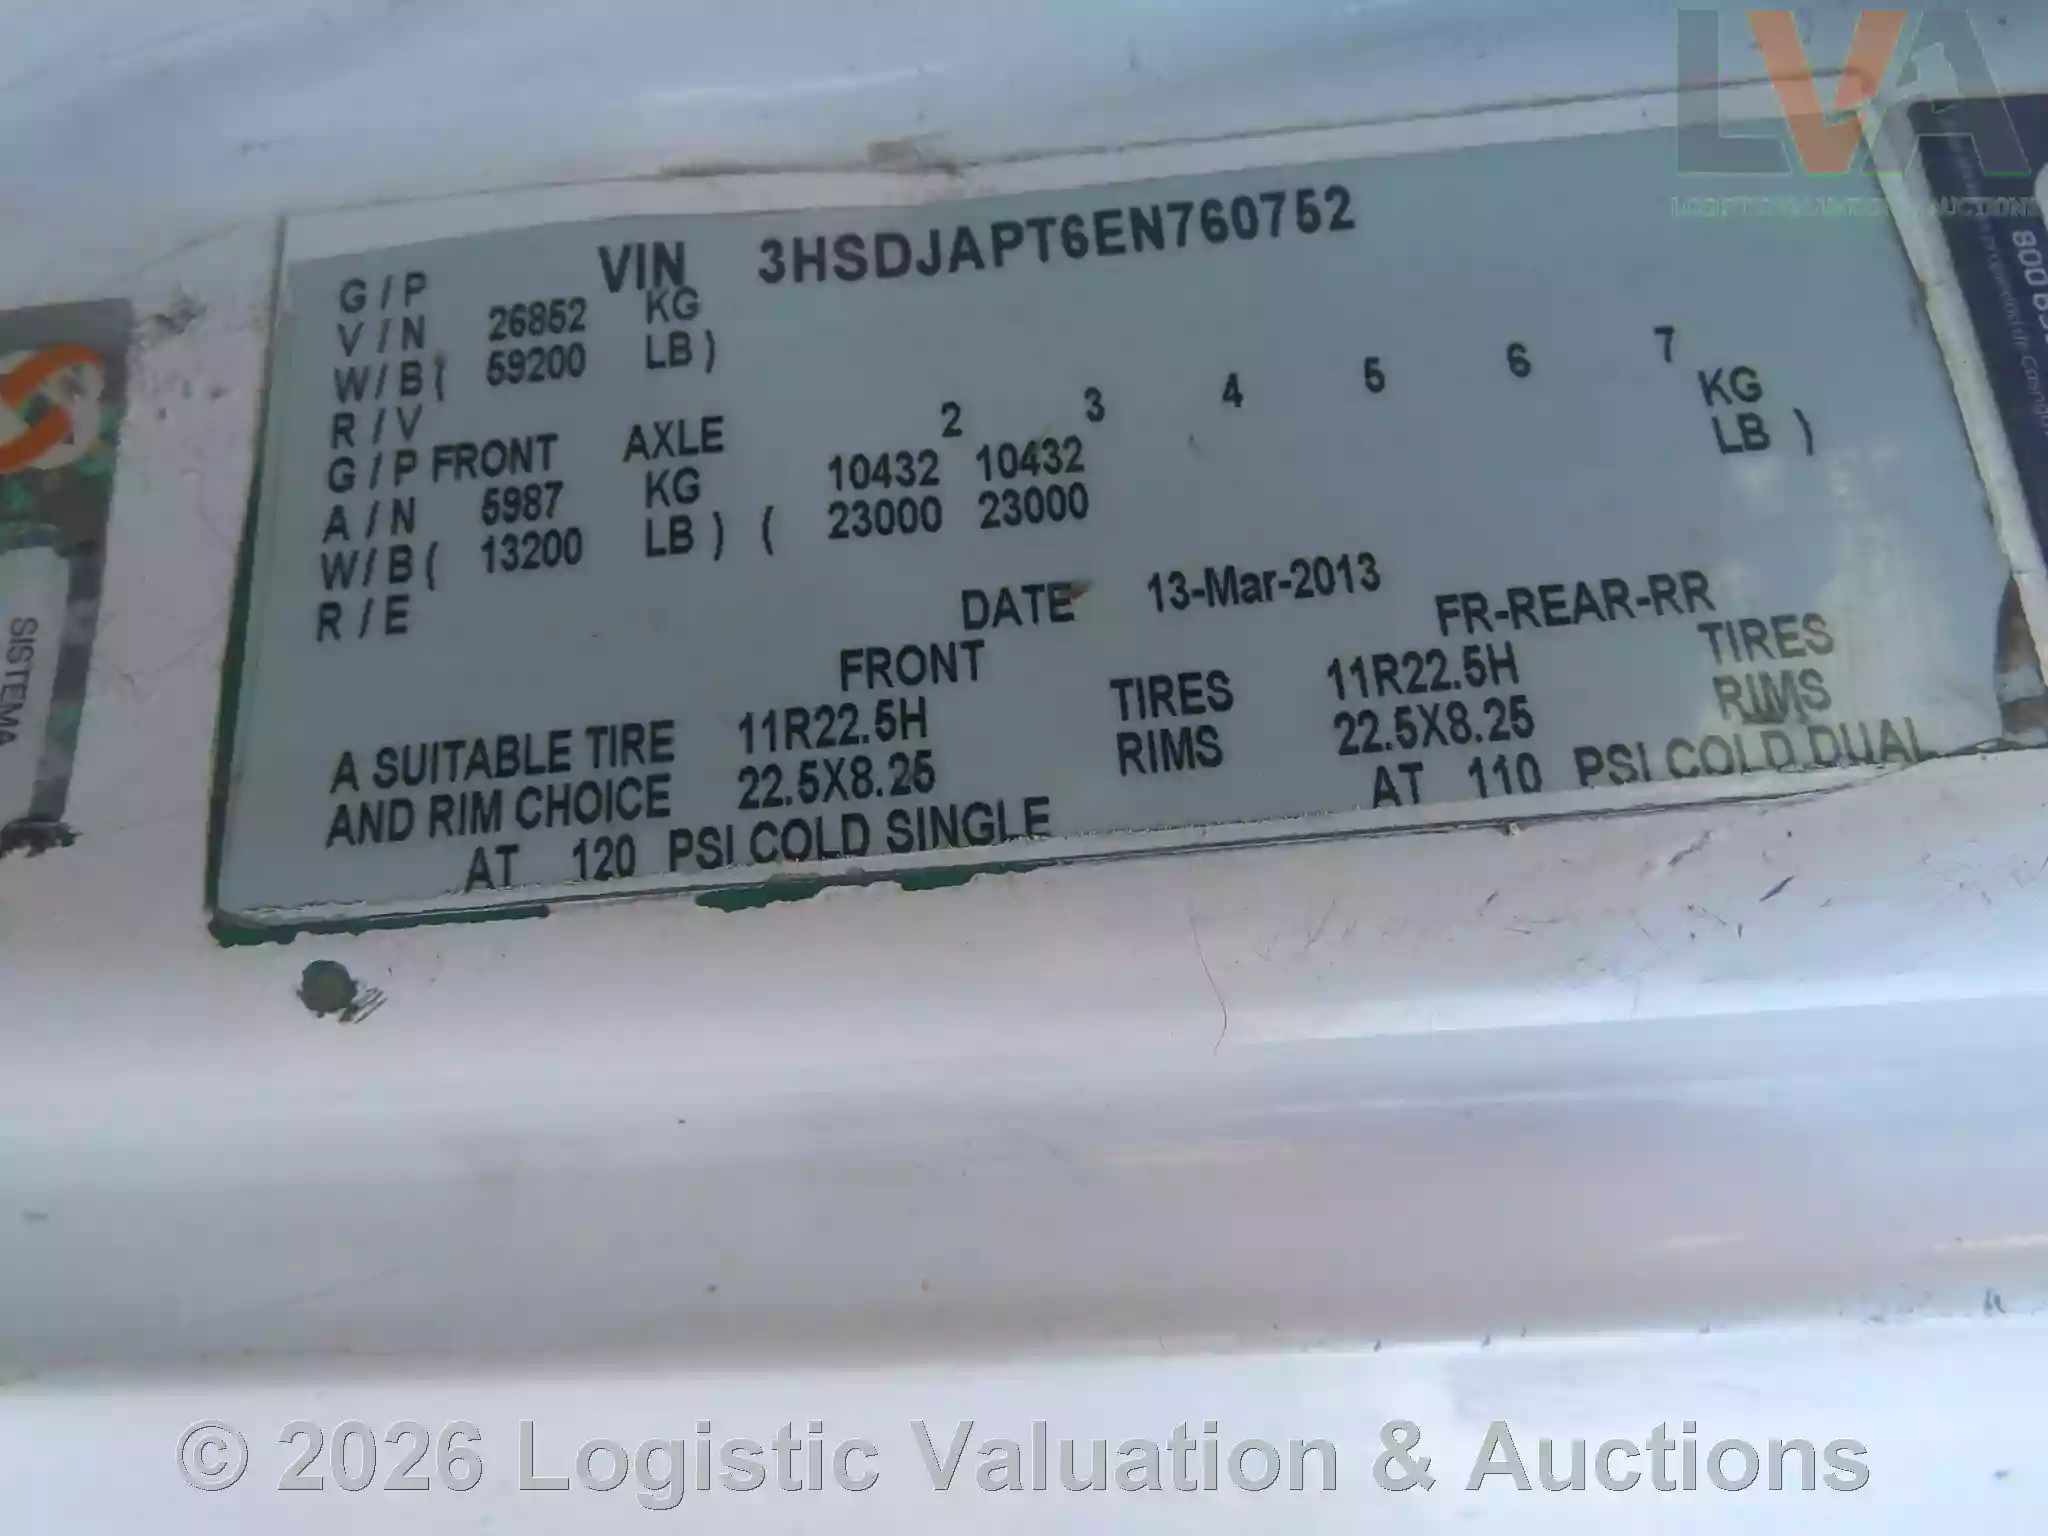 LVA
VIN 3HSDJAPT6EN760752
G / P
V / N 26852 KG
W / B ( 59200 LB )
R / V
G / P FRONT AXLE 2 3 4 5 6 7
A / N 5987 KG 10432 10432 KG
W / B ( 13200 LB ) ( 23000 23000 LB )
R / E
DATE 13-Mar-2013
FRONT FR-REAR-RR
A SUITABLE TIRE 11R22.5H TIRES 11R22.5H TIRES
AND RIM CHOICE 22.5X8.25 RIMS 22.5X8.25 RIMS
AT 120 PSI COLD SINGLE AT 110 PSI COLD DUAL
SISTEMA
800
© 2026 Logistic Valuation & Auctions